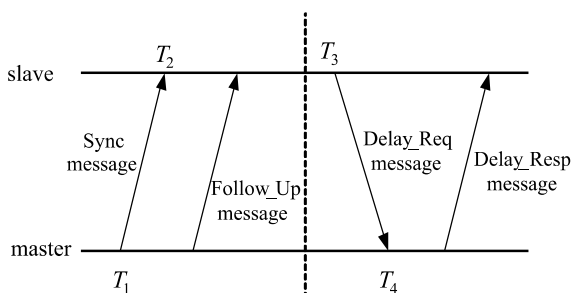 T2
T3
slave
Sync
message
Delay_Req
message
Delay_Resp
message
Follow_Up
message
master
T1
T4